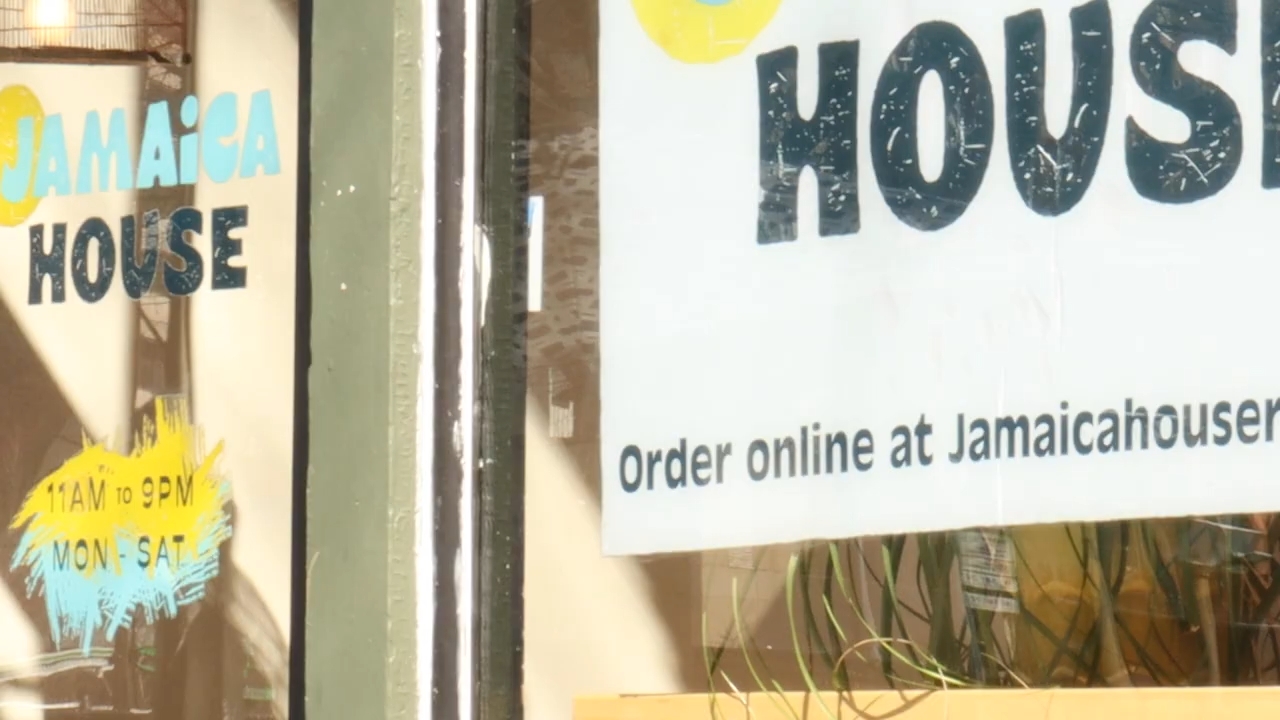 JAMAiCA
HOUSE
11AM TO 9PM
MON - SAT
HOUSE
Order online at Jamaicahouser